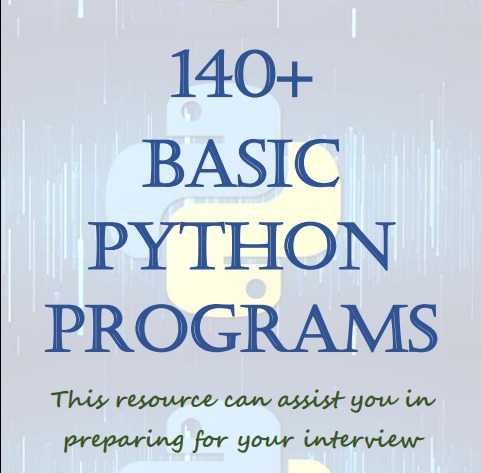 140+
BASIC
PYTHON
PROGRAMS
This resource can assist you in
preparing for your interview